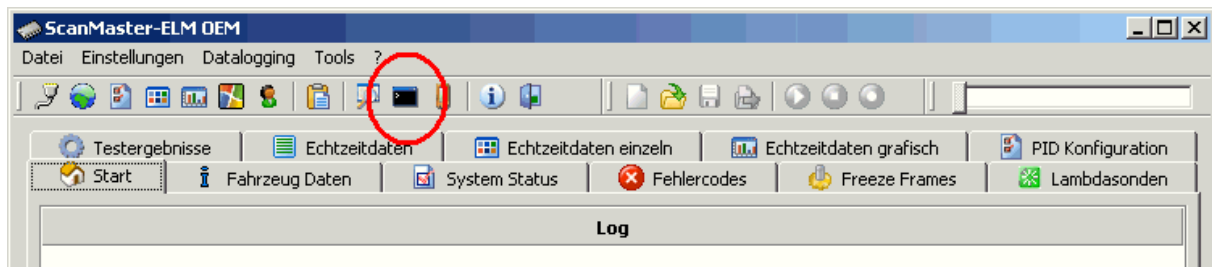 ScanMaster-ELM OEM
Datei Einstellungen Datalogging Tools ?
Testergebnisse Echtzeitdaten Echtzeitdaten einzeln Echtzeitdaten grafisch PID Konfiguration
Start Fahrzeug Daten System Status Fehlercodes Freeze Frames Lambdasonden
Log